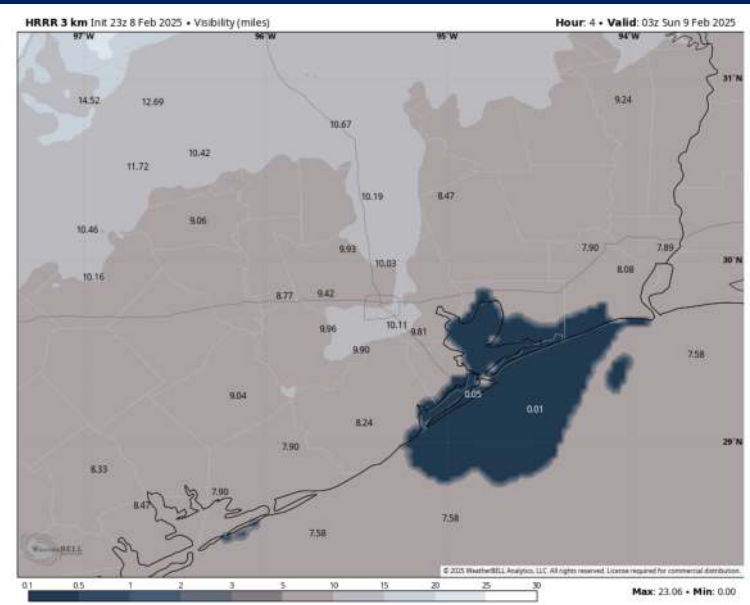 HRRR 3 km Init 23z 8 Feb 2025 • Visibility (miles)
Hour: 4 • Valid: 03z Sun 9 Feb 2025
97°W 96°W 95°W 94°W
31°N
14.52 12.69 9.24
10.67
10.42
11.72
10.19 8.47
9.06
10.46 9.93 7.90 7.89
10.03 30°N
10.16 8.08
8.77 9.42
9.96 10.11 9.81
9.90 7.58
9.04 0.05
0.01
8.24
7.90 29°N
8.33
7.90
8.47
7.58 7.58
WeatherBELL
© 2025 WeatherBELL Analytics, LLC. All rights reserved. License required for commercial distribution.
0.1 0.5 1 2 3 5 10 15 20 25 30
Max: 23.06 • Min: 0.00